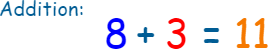 Addition: 8 + 3 = 11